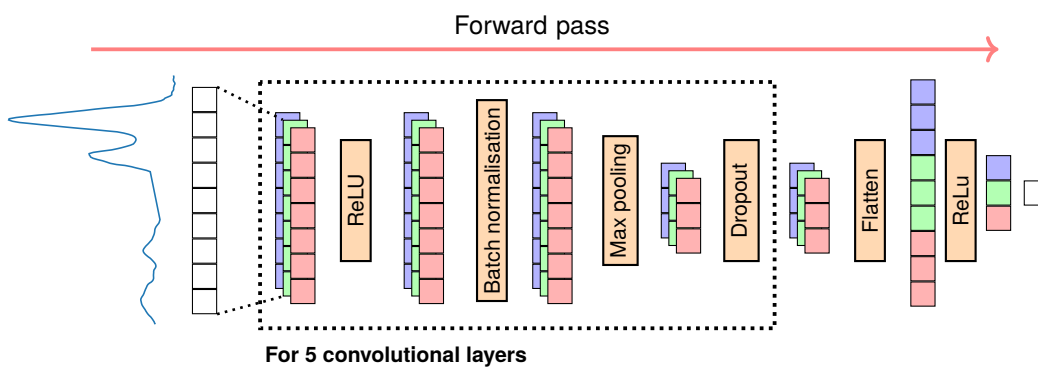 Forward pass
ReLU
Batch normalisation
Max pooling
Dropout
Flatten
ReLu
For 5 convolutional layers